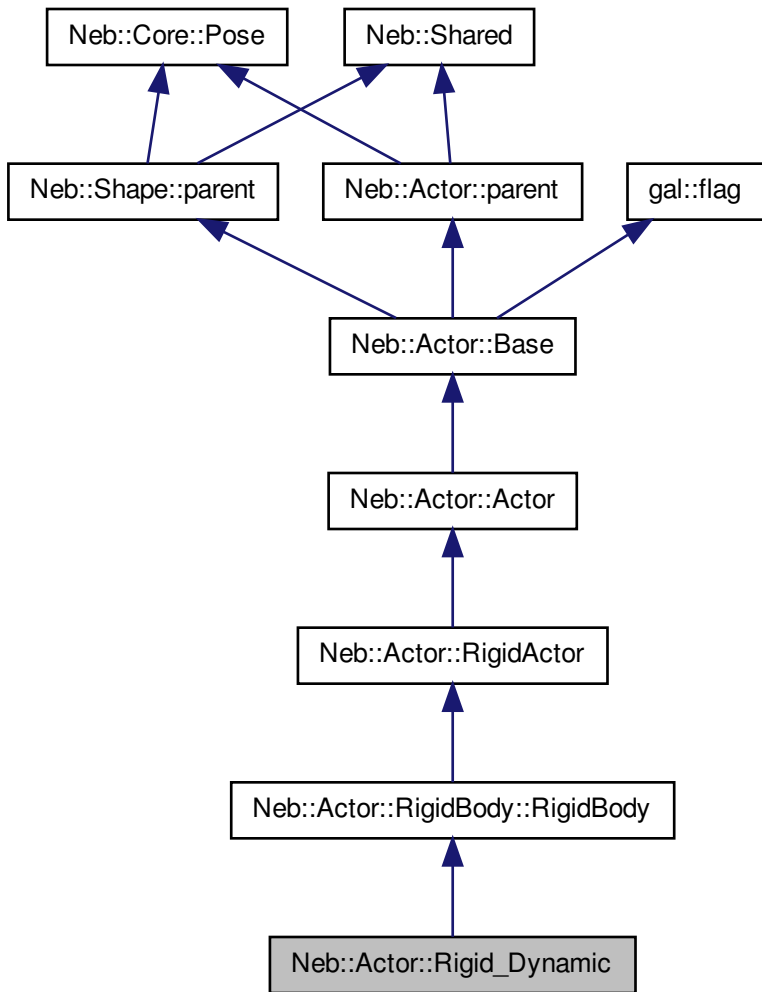 Neb::Core::Pose
Neb::Shared
Neb::Shape::parent
Neb::Actor::parent
gal::flag
Neb::Actor::Base
Neb::Actor::Actor
Neb::Actor::RigidActor
Neb::Actor::RigidBody::RigidBody
Neb::Actor::Rigid_Dynamic